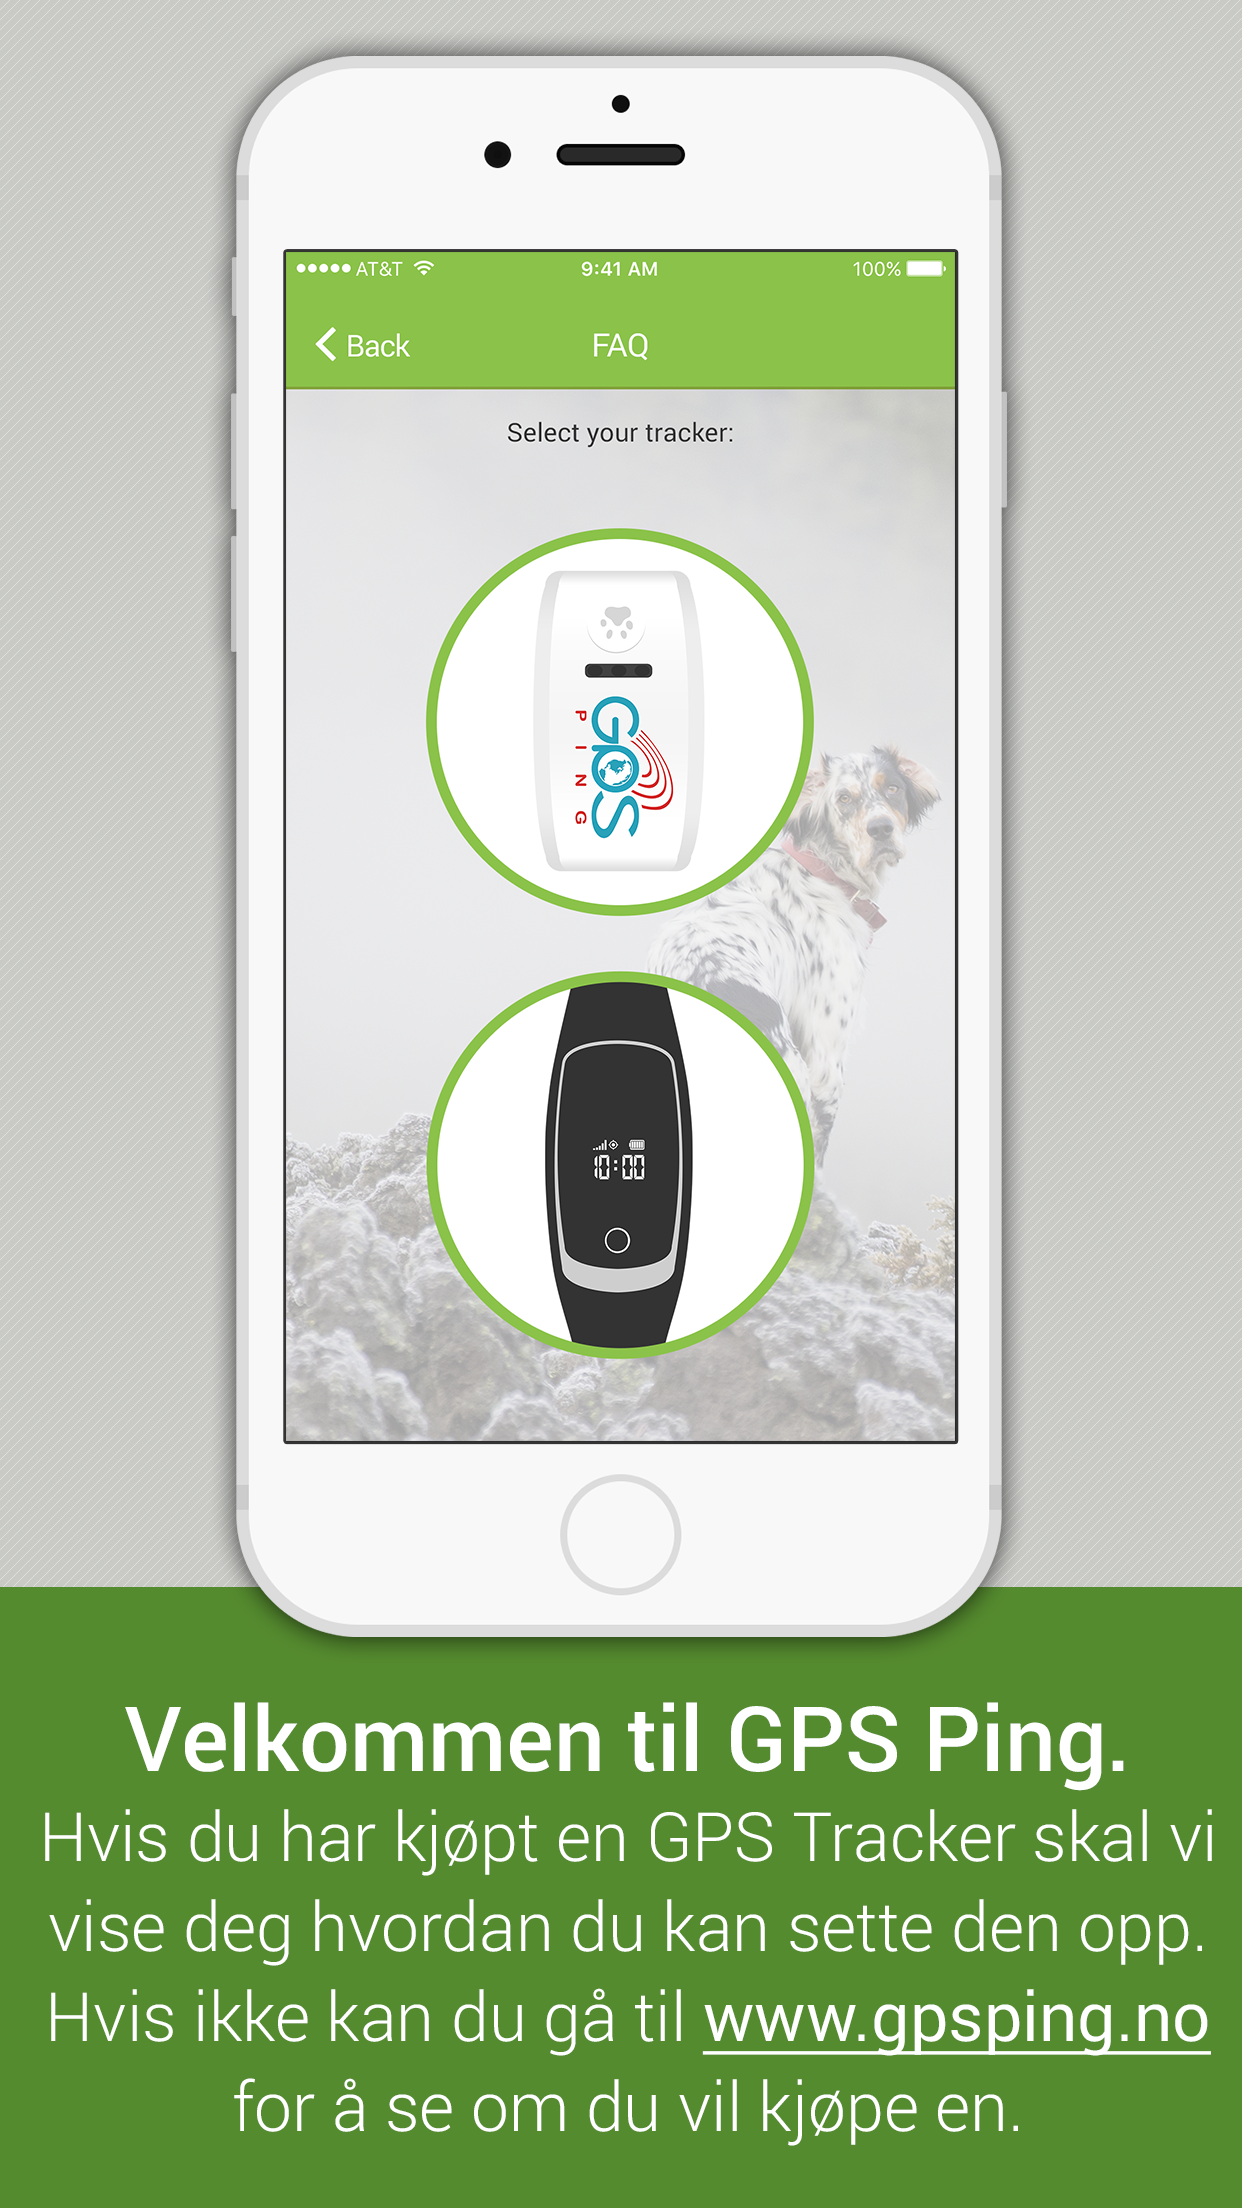 AT&T 9:41 AM 100%
Back FAQ
Select your tracker:
GPS
PING
10:00
Velkommen til GPS Ping.
Hvis du har kjøpt en GPS Tracker skal vi
vise deg hvordan du kan sette den opp.
Hvis ikke kan du gå til www.gpsping.no
for å se om du vil kjøpe en.